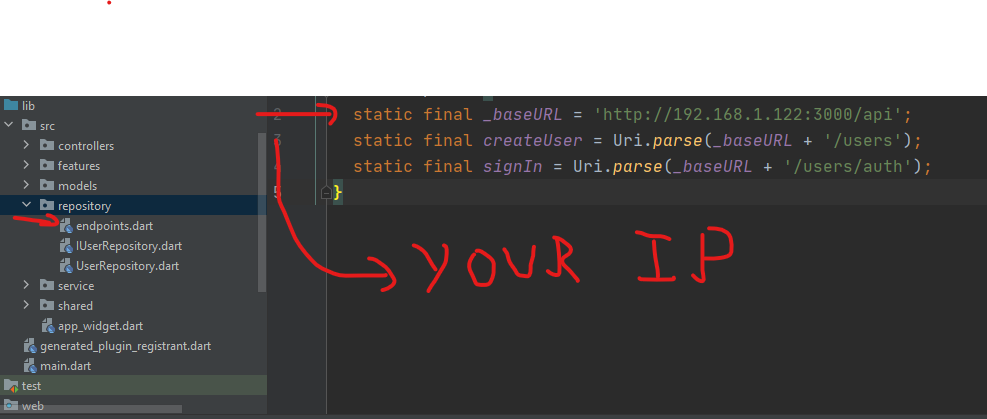 lib
src
controllers
features
models
repository
endpoints.dart
IUserRepository.dart
UserRepository.dart
service
shared
app_widget.dart
generated_plugin_registrant.dart
main.dart
test
web
2 static final _baseURL = 'http://192.168.1.122:3000/api';
3 static final createUser = Uri.parse(_baseURL + '/users');
4 static final signIn = Uri.parse(_baseURL + '/users/auth');
5 }
YOUR IP